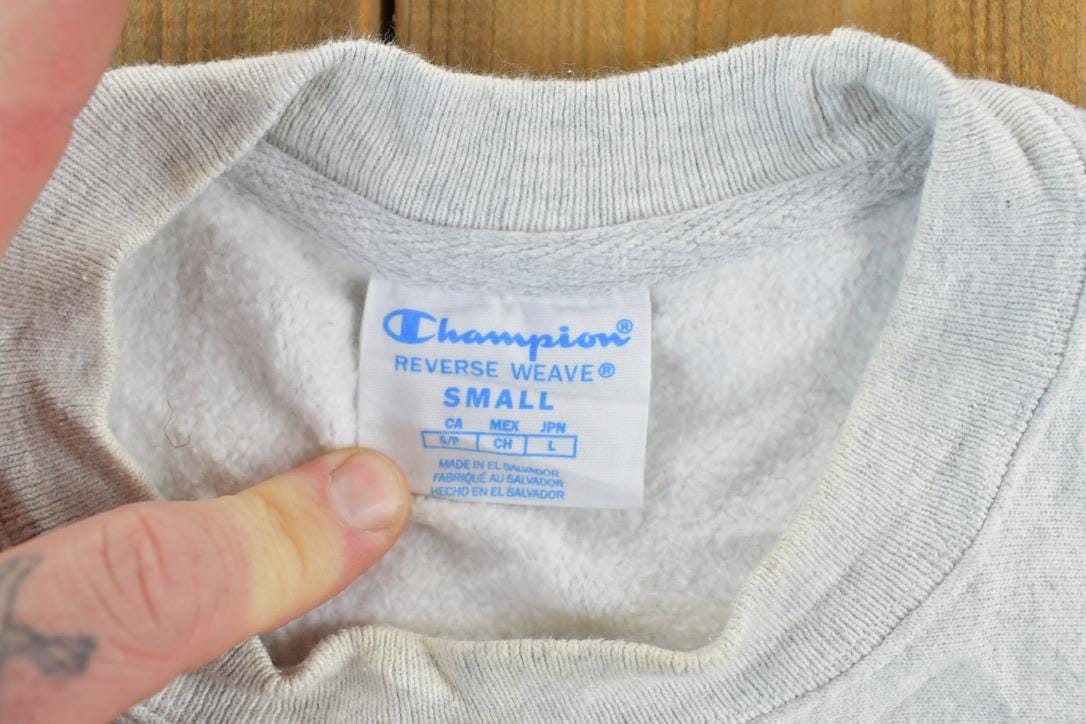 Champion®
REVERSE WEAVE®
SMALL
CA MEX JPN
S/P CH L
MADE IN EL SALVADOR
FABRIQUÉ AU SALVADOR
HECHO EN EL SALVADOR